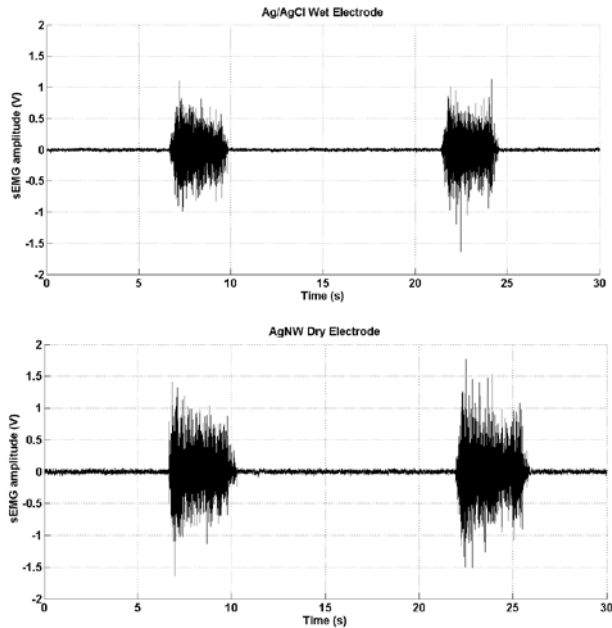 Ag/AgCl Wet Electrode
2
1.5
1
0.5
0
-0.5
-1
-1.5
-2
sEMG amplitude (V)
0 5 10 15 20 25 30
Time (s)
AgNW Dry Electrode
2
1.5
1
0.5
0
-0.5
-1
-1.5
-2
sEMG amplitude (V)
0 5 10 15 20 25 30
Time (s)